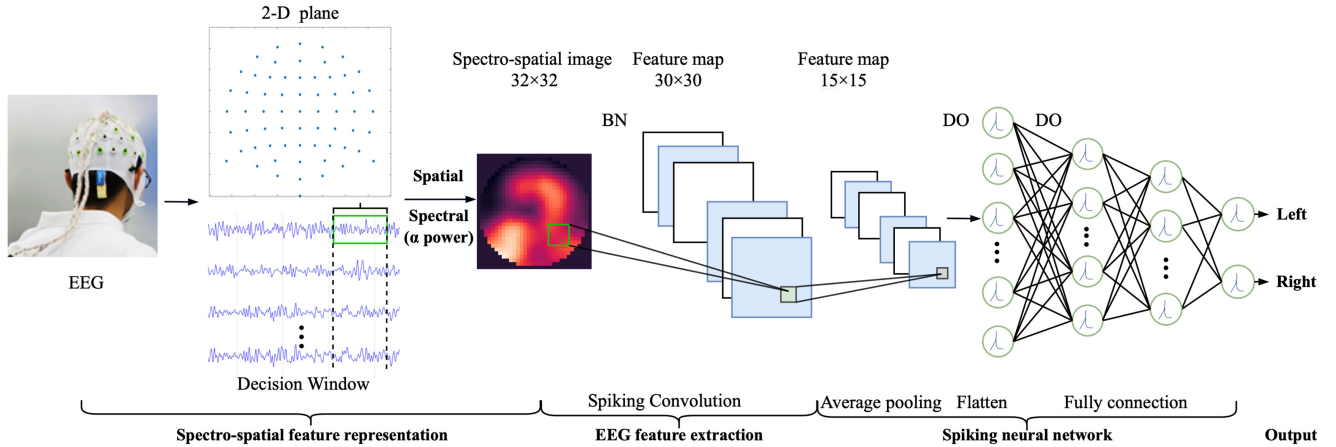 2-D plane
Spectro-spatial image
32×32
Feature map
30×30
Feature map
15×15
BN
DO
DO
Spatial
Spectral
(α power)
EEG
Left
Right
Decision Window
Spiking Convolution
Average pooling
Flatten
Fully connection
Spectro-spatial feature representation
EEG feature extraction
Spiking neural network
Output